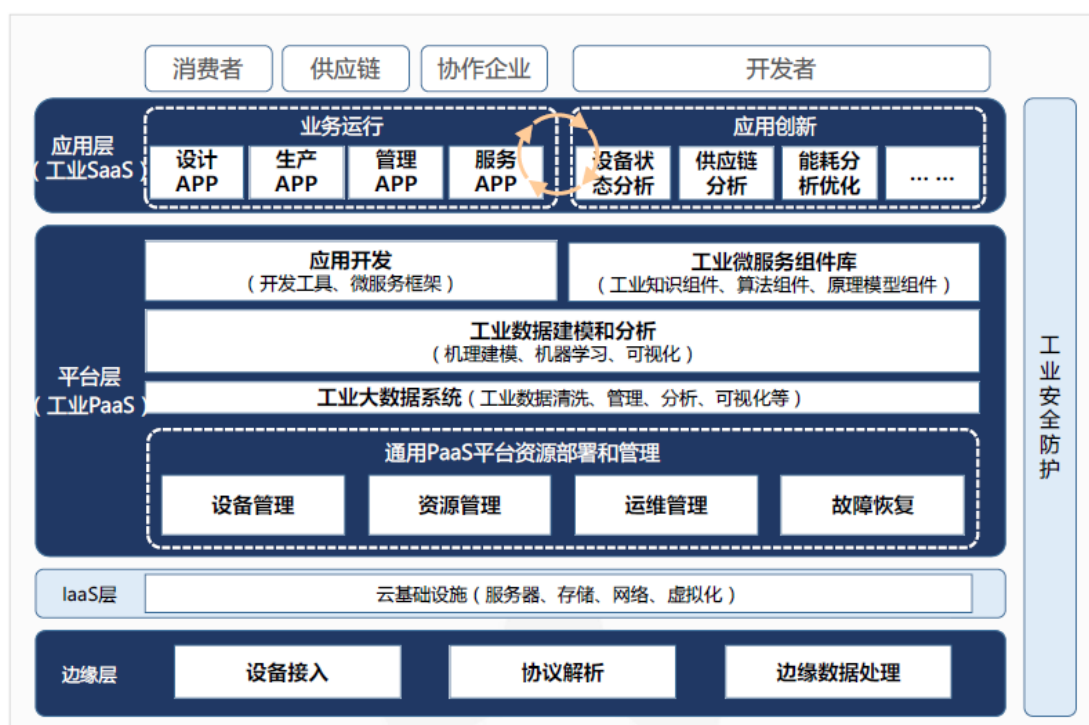 消费者
供应链
协作企业
开发者
应用层
（工业SaaS）
业务运行
设计
APP
生产
APP
管理
APP
服务
APP
应用创新
设备状
态分析
供应链
分析
能耗分
析优化
... ...
平台层
（工业PaaS）
应用开发
（开发工具、微服务框架）
工业微服务组件库
（工业知识组件、算法组件、原理模型组件）
工业数据建模和分析
（机理建模、机器学习、可视化）
工业大数据系统（工业数据清洗、管理、分析、可视化等）
通用PaaS平台资源部署和管理
设备管理
资源管理
运维管理
故障恢复
IaaS层
云基础设施（服务器、存储、网络、虚拟化）
边缘层
设备接入
协议解析
边缘数据处理
工业安全防护